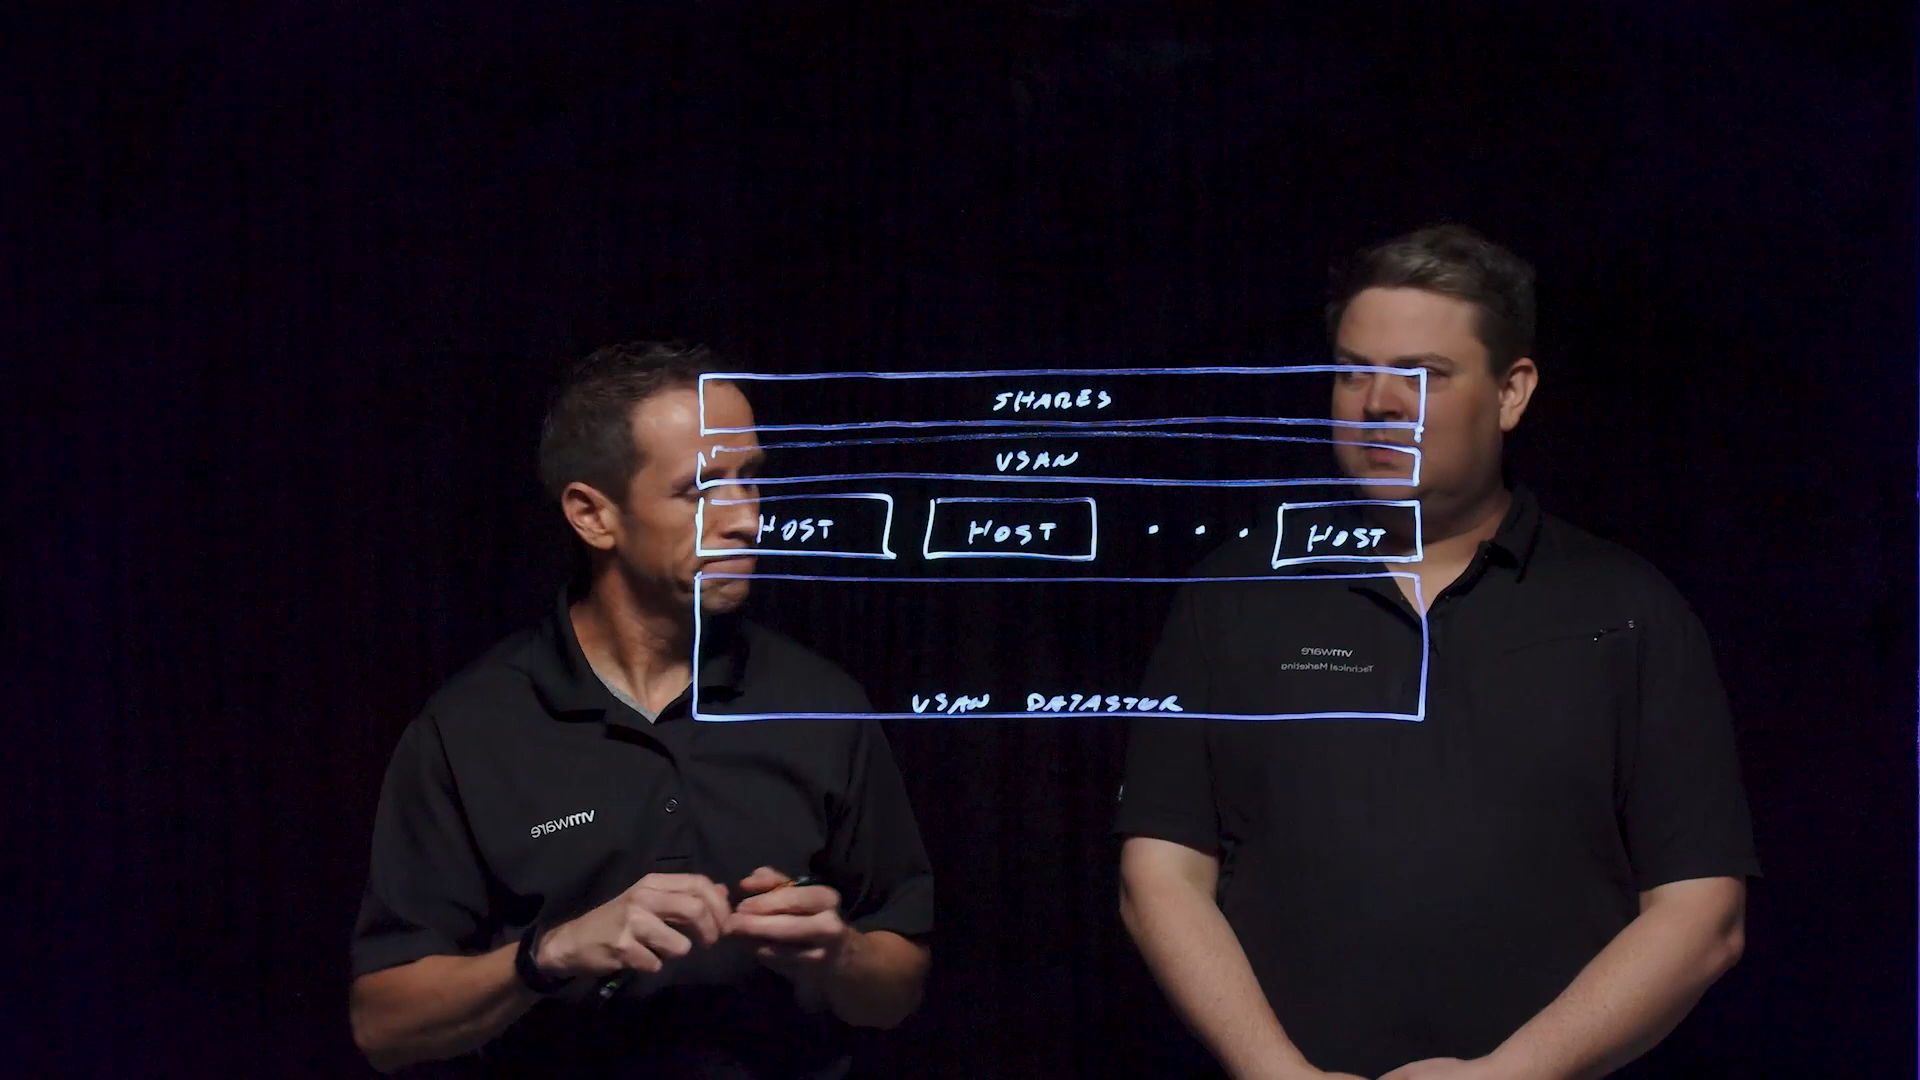 SHARES
VSAN
HOST HOST . . . HOST
VSAN DATASTOR
vmware
Technical Marketing
vmware